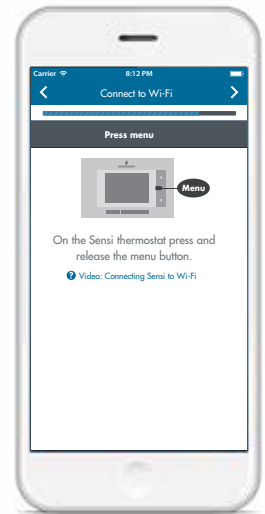 Carrier 8:12 PM
Connect to Wi-Fi
Press menu
Menu
On the Sensi thermostat press and
release the menu button.
? Video: Connecting Sensi to Wi-Fi